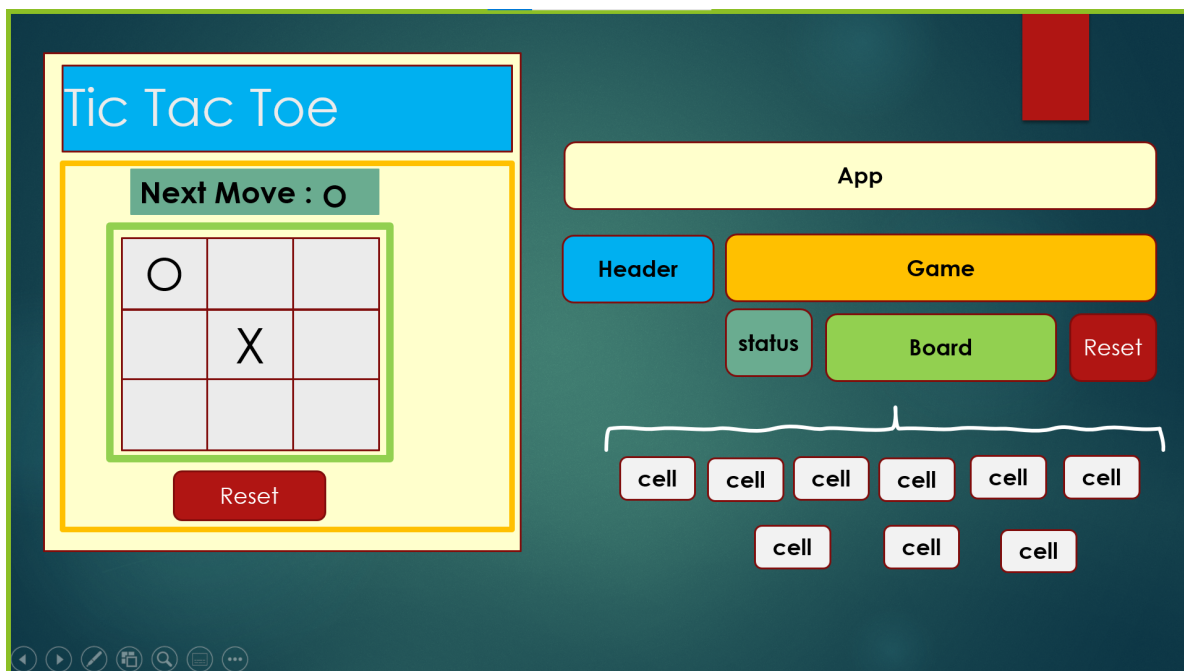 Tic Tac Toe
Next Move : O
O
X
Reset
App
Header Game
status Board Reset
cell cell cell cell cell cell
cell cell cell